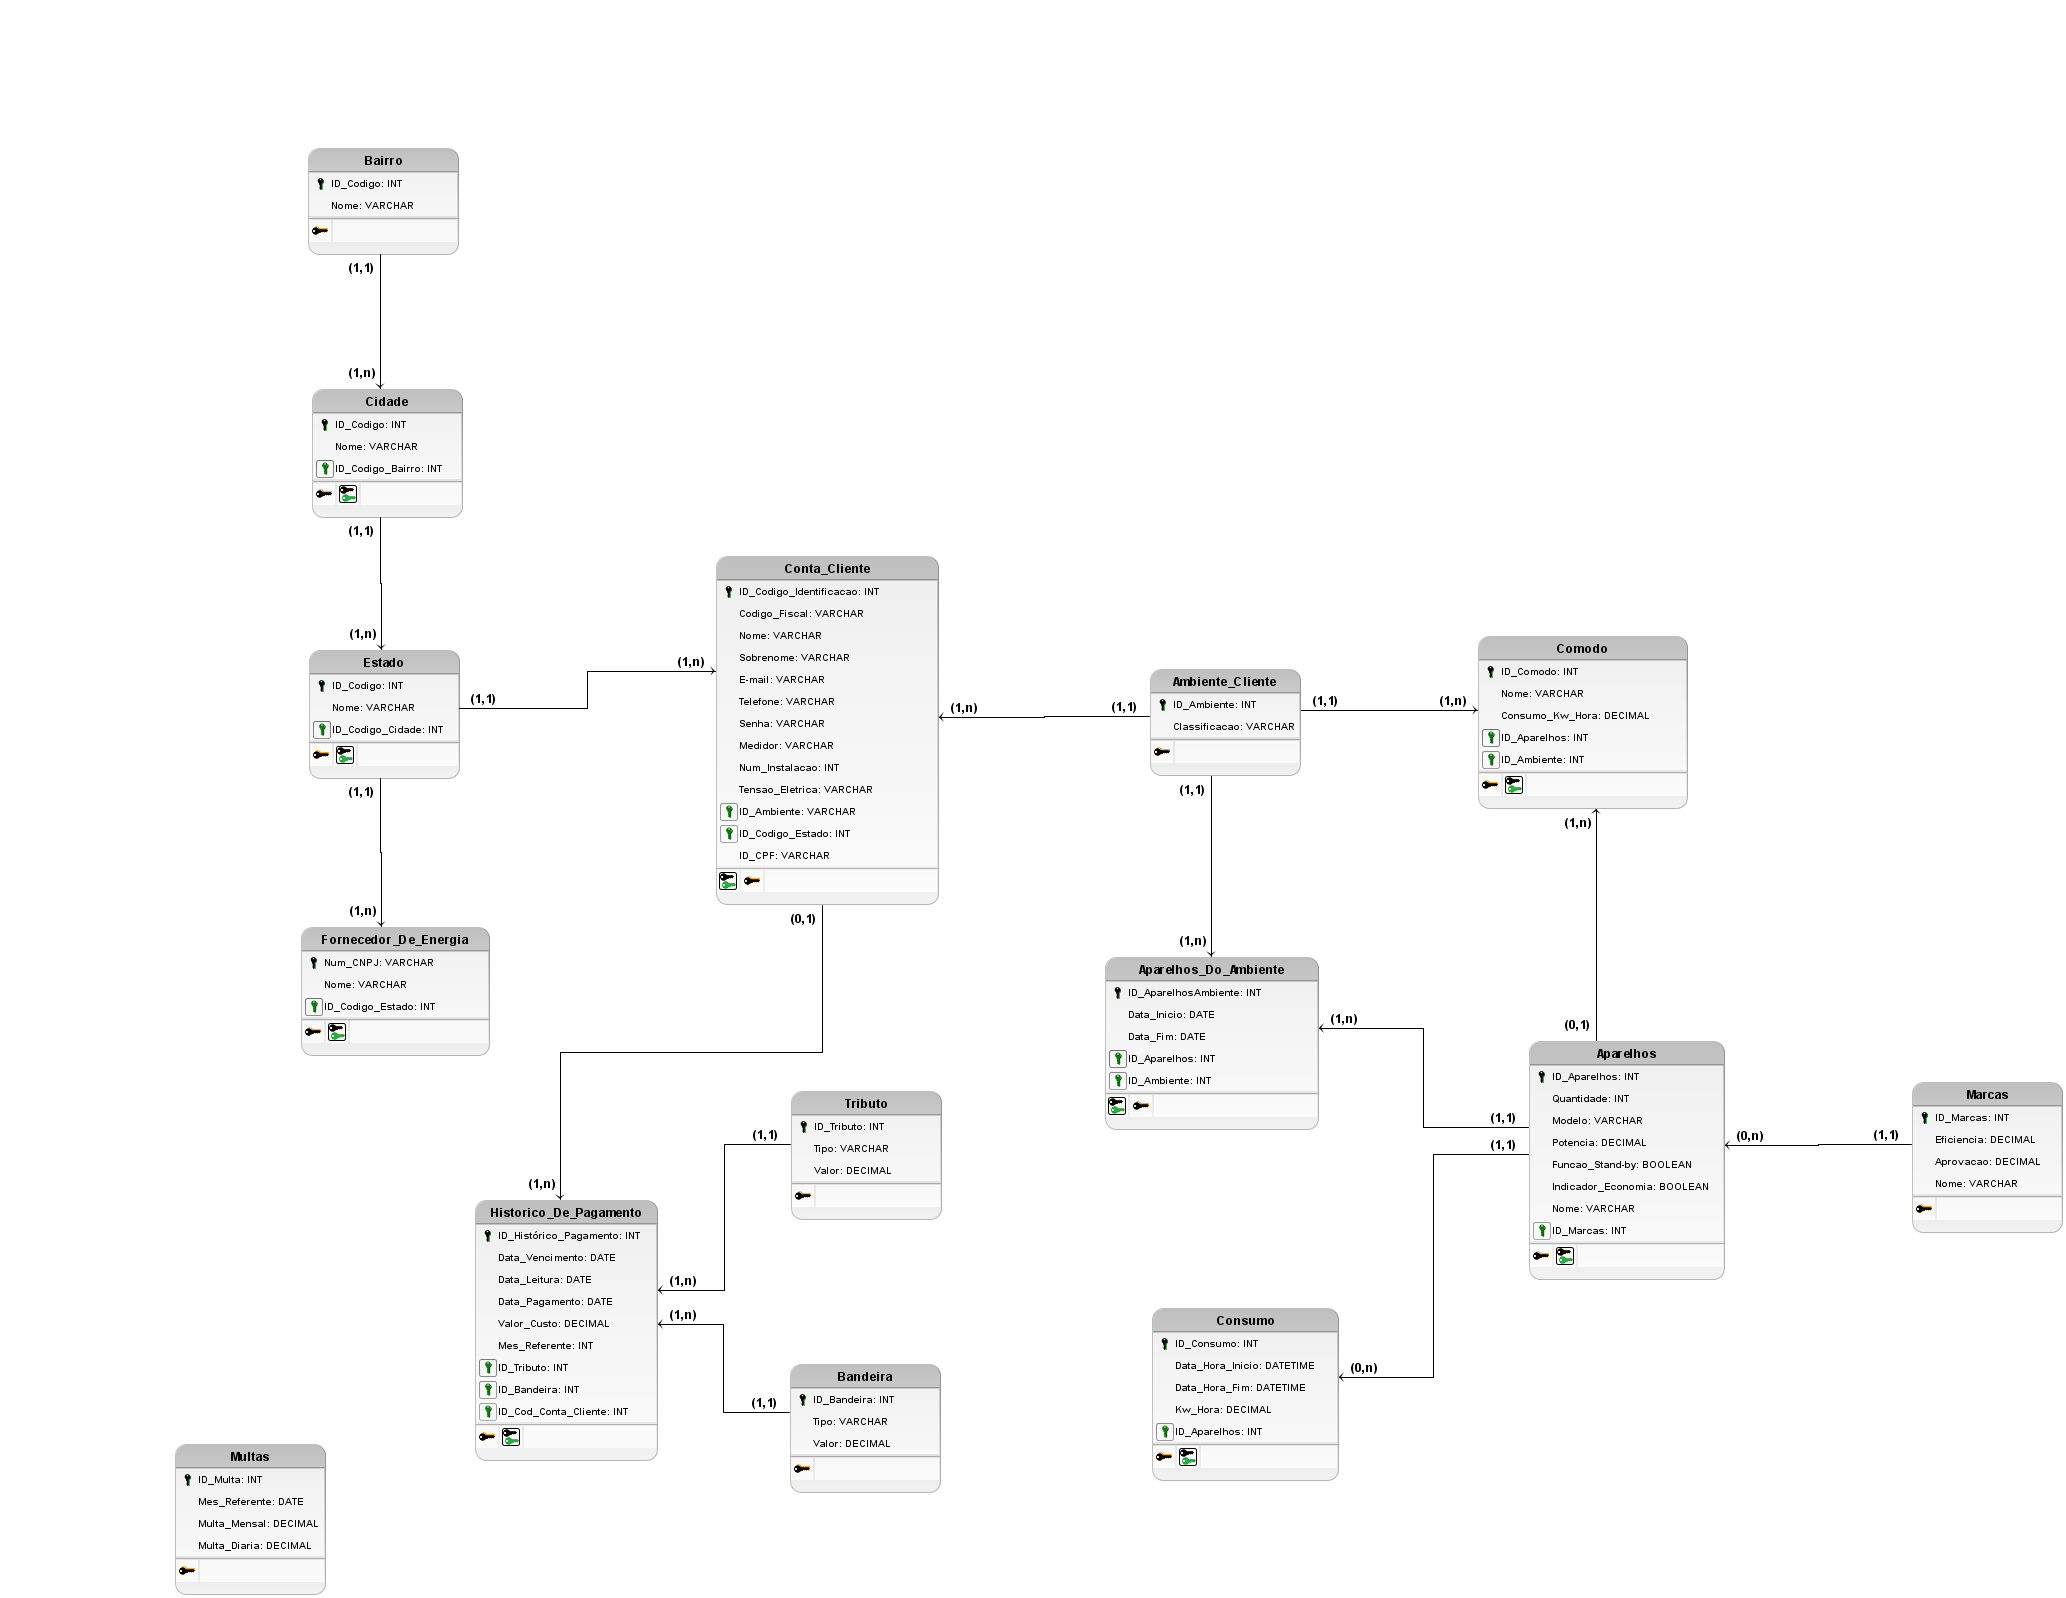 Bairro
ID_Codigo: INT
Nome: VARCHAR
(1,1)
(1,n)
Cidade
ID_Codigo: INT
Nome: VARCHAR
ID_Codigo_Bairro: INT
(1,1)
(1,n)
Estado
ID_Codigo: INT
Nome: VARCHAR
ID_Codigo_Cidade: INT
(1,1)
(1,n)
(1,1)
(1,n)
Fornecedor_De_Energia
Num_CNPJ: VARCHAR
Nome: VARCHAR
ID_Codigo_Estado: INT
Conta_Cliente
ID_Codigo_Identificacao: INT
Codigo_Fiscal: VARCHAR
Nome: VARCHAR
Sobrenome: VARCHAR
E-mail: VARCHAR
Telefone: VARCHAR
Senha: VARCHAR
Medidor: VARCHAR
Num_Instalacao: INT
Tensao_Eletrica: VARCHAR
ID_Ambiente: VARCHAR
ID_Codigo_Estado: INT
ID_CPF: VARCHAR
(0,1)
(1,n)
(1,n)
(1,1)
Ambiente_Cliente
ID_Ambiente: INT
Classificacao: VARCHAR
(1,1)
(1,n)
(1,1)
(1,n)
Comodo
ID_Comodo: INT
Nome: VARCHAR
Consumo_Kw_Hora: DECIMAL
ID_Aparelhos: INT
ID_Ambiente: INT
(1,n)
(0,1)
Aparelhos_Do_Ambiente
ID_AparelhosAmbiente: INT
Data_Inicio: DATE
Data_Fim: DATE
ID_Aparelhos: INT
ID_Ambiente: INT
(1,n)
(1,1)
(1,1)
Aparelhos
ID_Aparelhos: INT
Quantidade: INT
Modelo: VARCHAR
Potencia: DECIMAL
Funcao_Stand-by: BOOLEAN
Indicador_Economia: BOOLEAN
Nome: VARCHAR
ID_Marcas: INT
(0,n)
(1,1)
Marcas
ID_Marcas: INT
Eficiencia: DECIMAL
Aprovacao: DECIMAL
Nome: VARCHAR
Tributo
ID_Tributo: INT
Tipo: VARCHAR
Valor: DECIMAL
(1,1)
(1,n)
Historico_De_Pagamento
ID_Histórico_Pagamento: INT
Data_Vencimento: DATE
Data_Leitura: DATE
Data_Pagamento: DATE
Valor_Custo: DECIMAL
Mes_Referente: INT
ID_Tributo: INT
ID_Bandeira: INT
ID_Cod_Conta_Cliente: INT
(1,n)
(1,1)
Bandeira
ID_Bandeira: INT
Tipo: VARCHAR
Valor: DECIMAL
Consumo
ID_Consumo: INT
Data_Hora_Inicio: DATETIME
Data_Hora_Fim: DATETIME
Kw_Hora: DECIMAL
ID_Aparelhos: INT
(0,n)
Multas
ID_Multa: INT
Mes_Referente: DATE
Multa_Mensal: DECIMAL
Multa_Diaria: DECIMAL